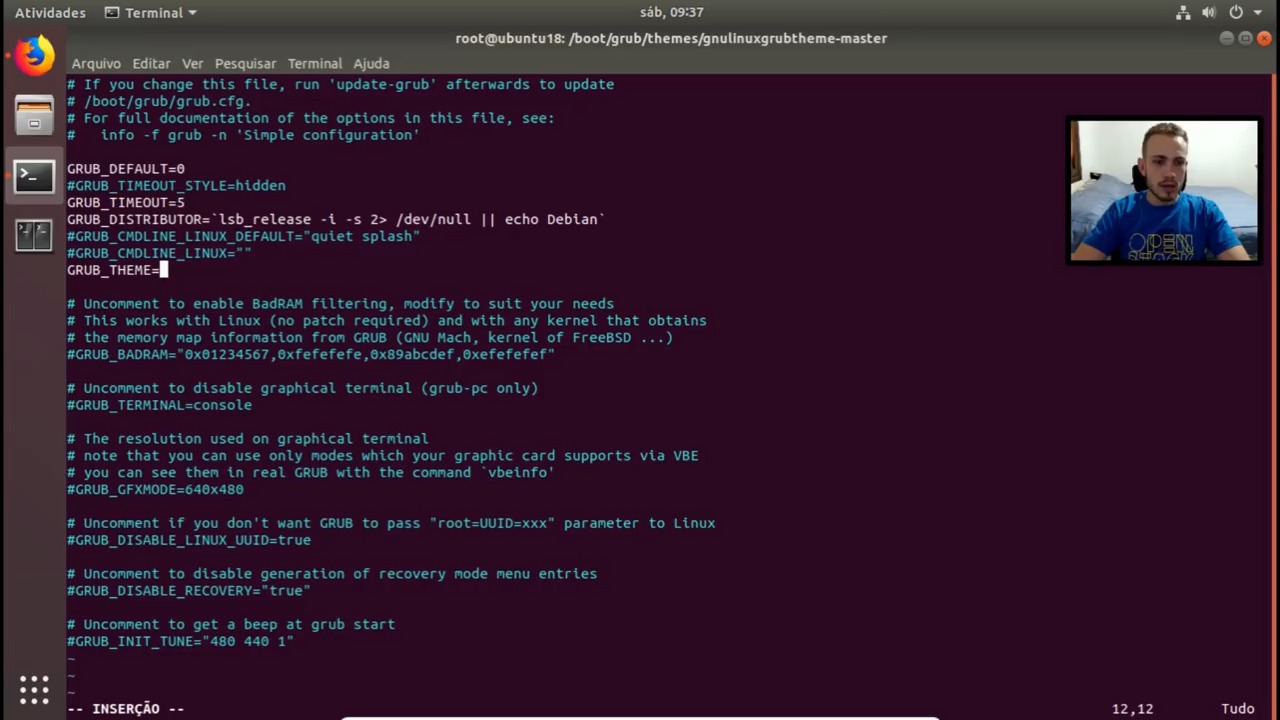 Atividades
Terminal
sáb, 09:37
root@ubuntu18: /boot/grub/themes/gnulinuxgrubtheme-master
Arquivo Editar Ver Pesquisar Terminal Ajuda
# If you change this file, run 'update-grub' afterwards to update
# /boot/grub/grub.cfg.
# For full documentation of the options in this file, see:
#   info -f grub -n 'Simple configuration'
GRUB_DEFAULT=0
#GRUB_TIMEOUT_STYLE=hidden
GRUB_TIMEOUT=5
GRUB_DISTRIBUTOR=`lsb_release -i -s 2> /dev/null || echo Debian`
#GRUB_CMDLINE_LINUX_DEFAULT="quiet splash"
#GRUB_CMDLINE_LINUX=""
GRUB_THEME=
# Uncomment to enable BadRAM filtering, modify to suit your needs
# This works with Linux (no patch required) and with any kernel that obtains
# the memory map information from GRUB (GNU Mach, kernel of FreeBSD ...)
#GRUB_BADRAM="0x01234567,0xfefefefe,0x89abcdef,0xefefefef"
# Uncomment to disable graphical terminal (grub-pc only)
#GRUB_TERMINAL=console
# The resolution used on graphical terminal
# note that you can use only modes which your graphic card supports via VBE
# you can see them in real GRUB with the command `vbeinfo'
#GRUB_GFXMODE=640x480
# Uncomment if you don't want GRUB to pass "root=UUID=xxx" parameter to Linux
#GRUB_DISABLE_LINUX_UUID=true
# Uncomment to disable generation of recovery mode menu entries
#GRUB_DISABLE_RECOVERY="true"
# Uncomment to get a beep at grub start
#GRUB_INIT_TUNE="480 440 1"
~
~
~
-- INSERÇÃO --
12,12
Tudo
OPEN